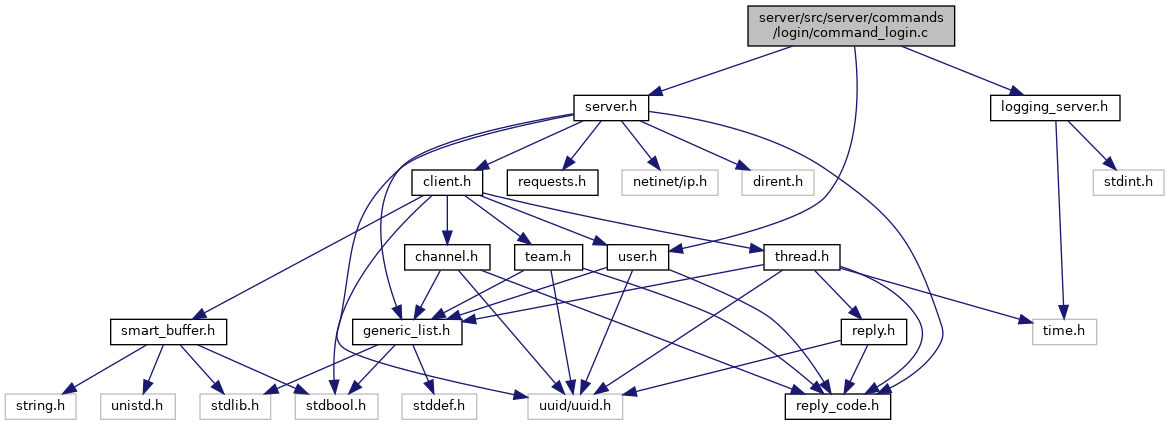 server/src/server/commands
/login/command_login.c
server.h
logging_server.h
client.h
requests.h
netinet/ip.h
dirent.h
stdint.h
channel.h
team.h
user.h
thread.h
smart_buffer.h
generic_list.h
reply.h
time.h
string.h
unistd.h
stdlib.h
stdbool.h
stddef.h
uuid/uuid.h
reply_code.h